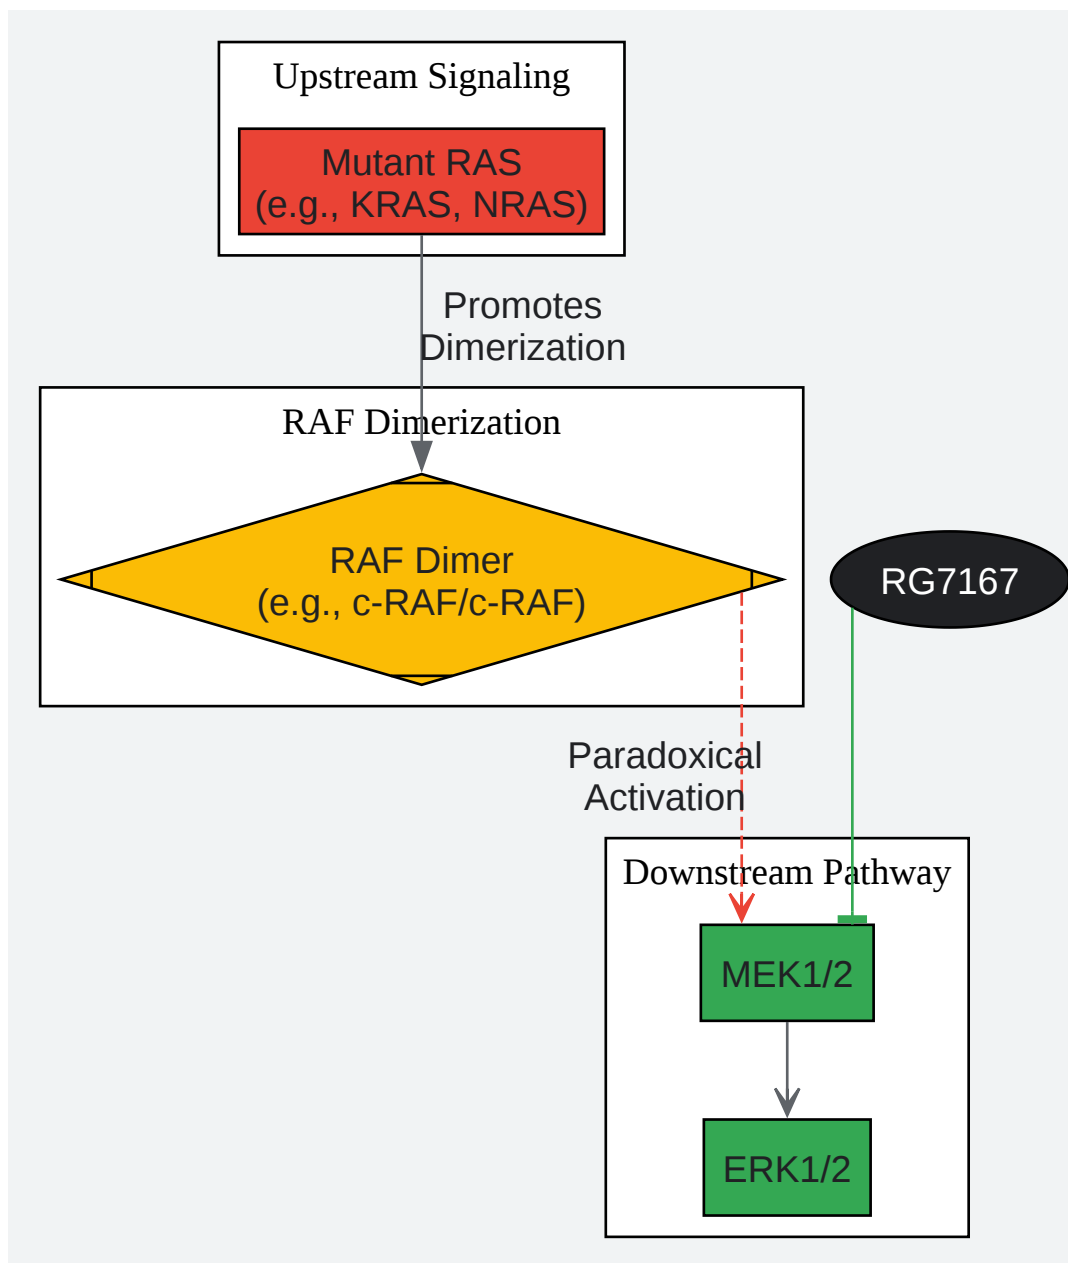 Upstream Signaling
Mutant RAS
(e.g., KRAS, NRAS)
Promotes
Dimerization
RAF Dimerization
RAF Dimer
(e.g., c-RAF/c-RAF)
RG7167
Paradoxical
Activation
Downstream Pathway
MEK1/2
ERK1/2